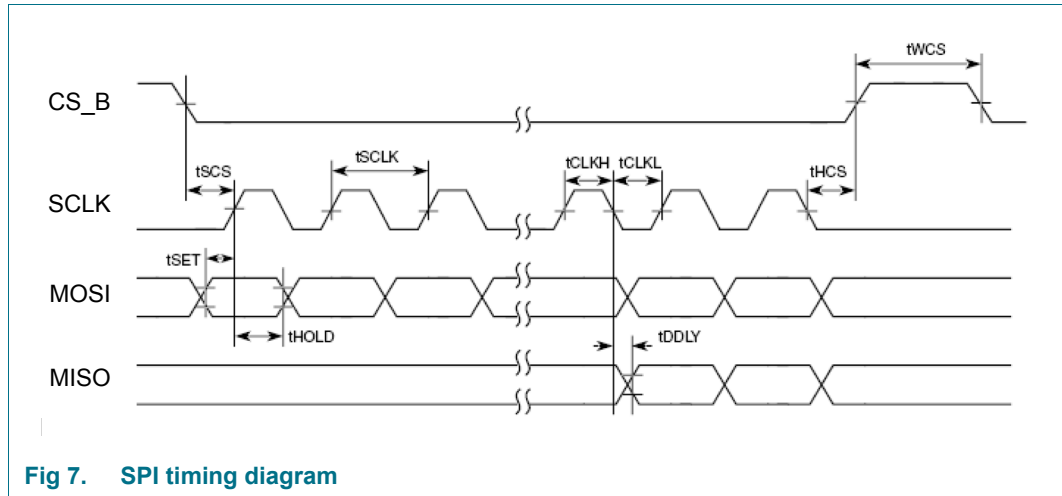 tWCS
CS_B
tSCS
tSCLK
tCLKH
tCLKL
tHCS
SCLK
tSET
MOSI
tHOLD
tDDLY
MISO
Fig 7. SPI timing diagram